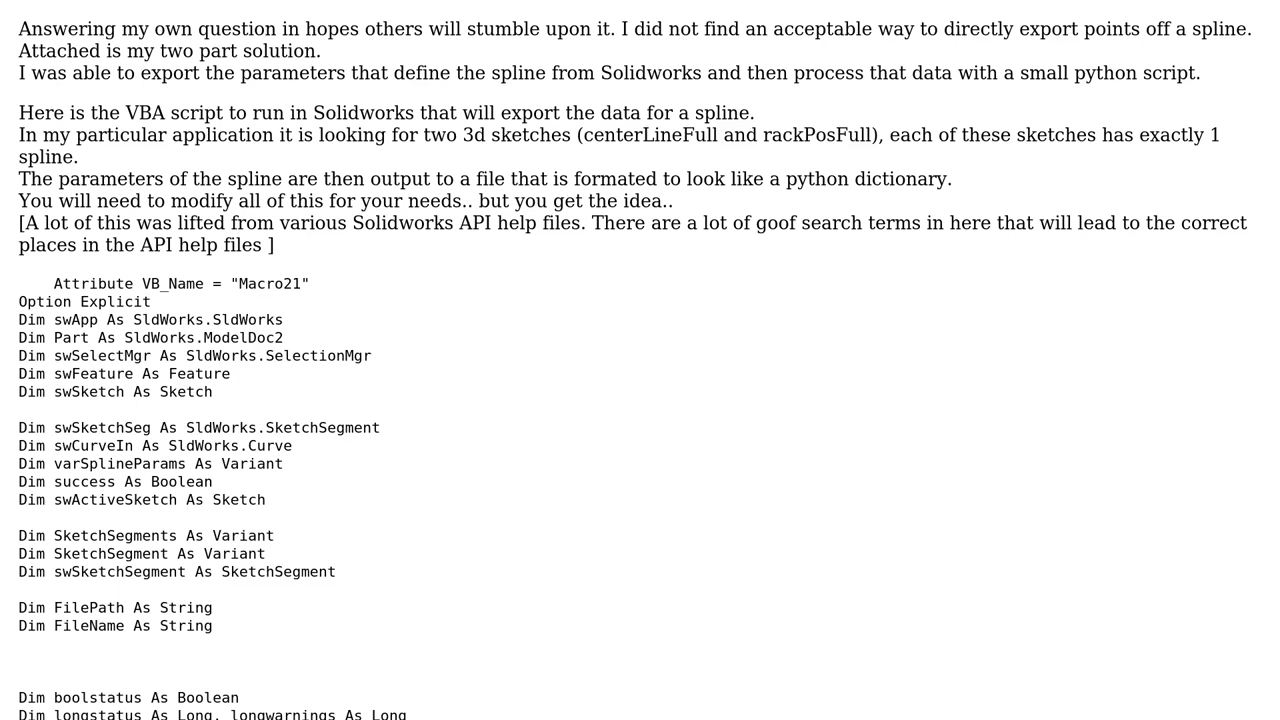 Answering my own question in hopes others will stumble upon it. I did not find an acceptable way to directly export points off a spline.
Attached is my two part solution.
I was able to export the parameters that define the spline from Solidworks and then process that data with a small python script.
Here is the VBA script to run in Solidworks that will export the data for a spline.
In my particular application it is looking for two 3d sketches (centerLineFull and rackPosFull), each of these sketches has exactly 1
spline.
The parameters of the spline are then output to a file that is formated to look like a python dictionary.
You will need to modify all of this for your needs.. but you get the idea..
[A lot of this was lifted from various Solidworks API help files. There are a lot of goof search terms in here that will lead to the correct
places in the API help files ]
Attribute VB_Name = "Macro21"
Option Explicit
Dim swApp As SldWorks.SldWorks
Dim Part As SldWorks.ModelDoc2
Dim swSelectMgr As SldWorks.SelectionMgr
Dim swFeature As Feature
Dim swSketch As Sketch
Dim swSketchSeg As SldWorks.SketchSegment
Dim swCurveIn As SldWorks.Curve
Dim varSplineParams As Variant
Dim success As Boolean
Dim swActiveSketch As Sketch
Dim SketchSegments As Variant
Dim SketchSegment As Variant
Dim swSketchSegment As SketchSegment
Dim FilePath As String
Dim FileName As String
Dim boolstatus As Boolean
Dim longstatus As Long, longwarnings As Long